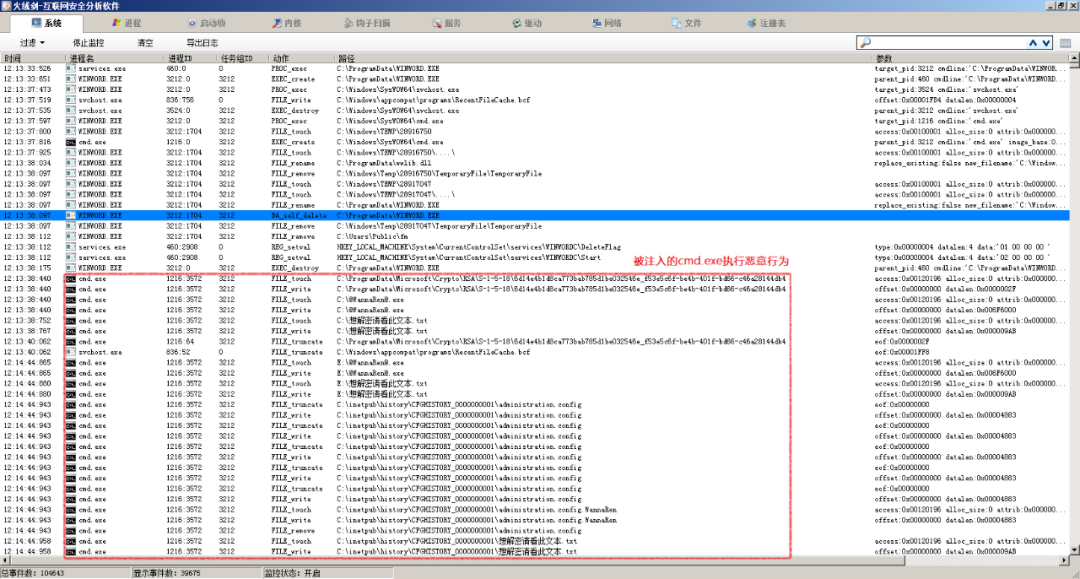 火绒剑-互联网安全分析软件
系统 进程 启动项 内核 钩子扫描 服务 驱动 网络 文件 注册表
过滤 停止监控 清空 导出日志
时间 进程名 进程ID 任务组ID 动作 路径 参数
12:13:33:526 services.exe 460:0 0 PROC_exec C:\ProgramData\WINWORD.EXE target_pid:3212 cmdline:'C:\ProgramData\WINWOR...
12:13:33:651 WINWORD.EXE 3212:0 3212 EXEC_create C:\ProgramData\WINWORD.EXE parent_pid:460 cmdline:'C:\ProgramData\WINWORD...
12:13:37:473 WINWORD.EXE 3212:0 3212 PROC_exec C:\Windows\SysWOW64\svchost.exe target_pid:3524 cmdline:'svchost.exe'
12:13:37:519 svchost.exe 836:756 0 FILE_write C:\Windows\appcompat\programs\RecentFileCache.bcf offset:0x00001FD4 datalen:0x00000004
12:13:37:535 svchost.exe 3524:0 3212 EXEC_destroy C:\Windows\SysWOW64\svchost.exe parent_pid:3212 cmdline:'svchost.exe'
12:13:37:597 WINWORD.EXE 3212:0 3212 PROC_exec C:\Windows\SysWOW64\cmd.exe target_pid:1216 cmdline:'cmd.exe'
12:13:37:800 WINWORD.EXE 3212:1704 3212 FILE_touch C:\Windows\TEMP\28916750 access:0x00100001 alloc_size:0 attrib:0x000000...
12:13:37:816 cmd.exe 1216:0 3212 EXEC_create C:\Windows\SysWOW64\cmd.exe parent_pid:3212 cmdline:'cmd.exe' image_base:0...
12:13:37:925 WINWORD.EXE 3212:1704 3212 FILE_touch C:\Windows\TEMP\28916750\....\ access:0x00100001 alloc_size:0 attrib:0x000000...
12:13:38:034 WINWORD.EXE 3212:1704 3212 FILE_rename C:\ProgramData\wwlib.dll replace_existing:false new_filename:'C:\Window...
12:13:38:097 WINWORD.EXE 3212:1704 3212 FILE_remove C:\Windows\Temp\28916750\TemporaryFile\TemporaryFile
12:13:38:097 WINWORD.EXE 3212:1704 3212 FILE_touch C:\Windows\TEMP\28917047 access:0x00100001 alloc_size:0 attrib:0x000000...
12:13:38:097 WINWORD.EXE 3212:1704 3212 FILE_touch C:\Windows\TEMP\28917047\....\ access:0x00100001 alloc_size:0 attrib:0x000000...
12:13:38:097 WINWORD.EXE 3212:1704 3212 FILE_rename C:\ProgramData\WINWORD.EXE replace_existing:false new_filename:'C:\Window...
12:13:38:097 WINWORD.EXE 3212:1704 3212 BA_self_delete C:\ProgramData\WINWORD.EXE
12:13:38:097 WINWORD.EXE 3212:1704 3212 FILE_remove C:\Windows\Temp\28917047\TemporaryFile\TemporaryFile
12:13:38:112 WINWORD.EXE 3212:1704 3212 FILE_remove C:\Users\Public\fm
12:13:38:112 services.exe 460:2908 0 REG_setval HKEY_LOCAL_MACHINE\System\CurrentControlSet\services\WINWORDC\DeleteFlag type:0x00000004 datalen:4 data:'01 00 00 00 '
12:13:38:112 services.exe 460:2908 0 REG_setval HKEY_LOCAL_MACHINE\System\CurrentControlSet\services\WINWORDC\Start type:0x00000004 datalen:4 data:'02 00 00 00 '
12:13:38:175 WINWORD.EXE 3212:0 3212 EXEC_destroy C:\ProgramData\WINWORD.EXE parent_pid:460 cmdline:'C:\ProgramData\WINWORD...
被注入的cmd.exe执行恶意行为
12:13:38:440 cmd.exe 1216:3572 3212 FILE_touch C:\ProgramData\Microsoft\Crypto\RSA\S-1-5-18\ access:0x00120196 alloc_size:0 attrib:0x000000...
12:13:38:440 cmd.exe 1216:3572 3212 FILE_write C:\ProgramData\Microsoft\Crypto\RSA\S-1-5-18\ offset:0x00000000 datalen:0x0000002F
12:13:38:440 cmd.exe 1216:3572 3212 FILE_touch C:\@WannaRen@.exe access:0x00120196 alloc_size:0 attrib:0x000000...
12:13:38:440 cmd.exe 1216:3572 3212 FILE_write C:\@WannaRen@.exe offset:0x00000000 datalen:0x006F6000
12:13:38:752 cmd.exe 1216:3572 3212 FILE_touch C:\想解密请看此文本.txt access:0x00120196 alloc_size:0 attrib:0x000000...
12:13:38:767 cmd.exe 1216:3572 3212 FILE_write C:\想解密请看此文本.txt offset:0x00000000 datalen:0x000009AB
12:13:40:062 cmd.exe 1216:64 3212 FILE_truncate C:\ProgramData\Microsoft\Crypto\RSA\S-1-5-18\ eof:0x0000002F
12:13:40:062 svchost.exe 836:52 0 FILE_truncate C:\Windows\appcompat\programs\RecentFileCache.bcf eof:0x00001FF8
12:14:44:865 cmd.exe 1216:3572 3212 FILE_touch E:\@WannaRen@.exe access:0x00120196 alloc_size:0 attrib:0x000000...
12:14:44:865 cmd.exe 1216:3572 3212 FILE_write E:\@WannaRen@.exe offset:0x00000000 datalen:0x006F6000
12:14:44:880 cmd.exe 1216:3572 3212 FILE_touch E:\想解密请看此文本.txt access:0x00120196 alloc_size:0 attrib:0x000000...
12:14:44:880 cmd.exe 1216:3572 3212 FILE_write E:\想解密请看此文本.txt offset:0x00000000 datalen:0x000009AB
12:14:44:943 cmd.exe 1216:3572 3212 FILE_truncate C:\inetpub\history\CFGHISTORY_0000000001\administration.config eof:0x00000000
12:14:44:943 cmd.exe 1216:3572 3212 FILE_write C:\inetpub\history\CFGHISTORY_0000000001\administration.config offset:0x00000000 datalen:0x00004883
12:14:44:943 cmd.exe 1216:3572 3212 FILE_truncate C:\inetpub\history\CFGHISTORY_0000000001\administration.config eof:0x00000000
12:14:44:943 cmd.exe 1216:3572 3212 FILE_write C:\inetpub\history\CFGHISTORY_0000000001\administration.config offset:0x00000000 datalen:0x00004883
12:14:44:943 cmd.exe 1216:3572 3212 FILE_truncate C:\inetpub\history\CFGHISTORY_0000000001\administration.config eof:0x00000000
12:14:44:943 cmd.exe 1216:3572 3212 FILE_write C:\inetpub\history\CFGHISTORY_0000000001\administration.config offset:0x00000000 datalen:0x00004883
12:14:44:943 cmd.exe 1216:3572 3212 FILE_truncate C:\inetpub\history\CFGHISTORY_0000000001\administration.config eof:0x00000000
12:14:44:943 cmd.exe 1216:3572 3212 FILE_write C:\inetpub\history\CFGHISTORY_0000000001\administration.config offset:0x00000000 datalen:0x00004883
12:14:44:943 cmd.exe 1216:3572 3212 FILE_truncate C:\inetpub\history\CFGHISTORY_0000000001\administration.config eof:0x00000000
12:14:44:943 cmd.exe 1216:3572 3212 FILE_write C:\inetpub\history\CFGHISTORY_0000000001\administration.config offset:0x00000000 datalen:0x00004883
12:14:44:943 cmd.exe 1216:3572 3212 FILE_touch C:\inetpub\history\CFGHISTORY_0000000001\administration.config.WannaRen access:0x00120196 alloc_size:0 attrib:0x000000...
12:14:44:943 cmd.exe 1216:3572 3212 FILE_write C:\inetpub\history\CFGHISTORY_0000000001\administration.config.WannaRen
12:14:44:943 cmd.exe 1216:3572 3212 FILE_remove C:\inetpub\history\CFGHISTORY_0000000001\administration.config
12:14:44:958 cmd.exe 1216:3572 3212 FILE_touch C:\inetpub\history\CFGHISTORY_0000000001\想解密请看此文本.txt access:0x00120196 alloc_size:0 attrib:0x000000...
12:14:44:958 cmd.exe 1216:3572 3212 FILE_write C:\inetpub\history\CFGHISTORY_0000000001\想解密请看此文本.txt offset:0x00000000 datalen:0x000009AB
总事件数: 104643 显示事件数: 39675 监控状态: 开启